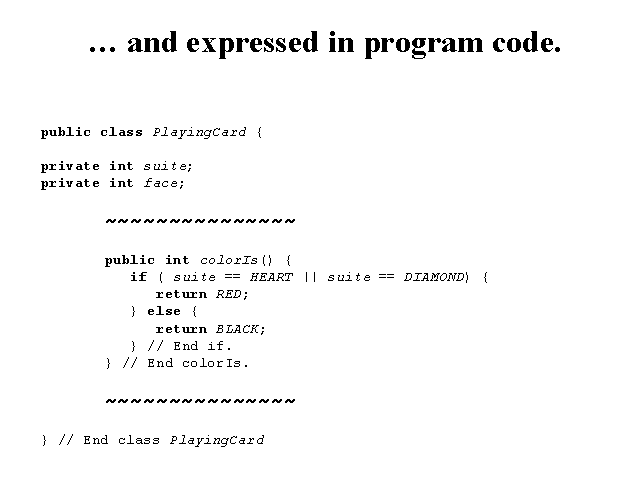 … and expressed in program code.
public class PlayingCard {
private int suite;
private int face;
~~~~~~~~~~~~~~~
public int colorIs() {
if ( suite == HEART || suite == DIAMOND) {
return RED;
} else {
return BLACK;
} // End if.
} // End colorIs.
~~~~~~~~~~~~~~~
} // End class PlayingCard